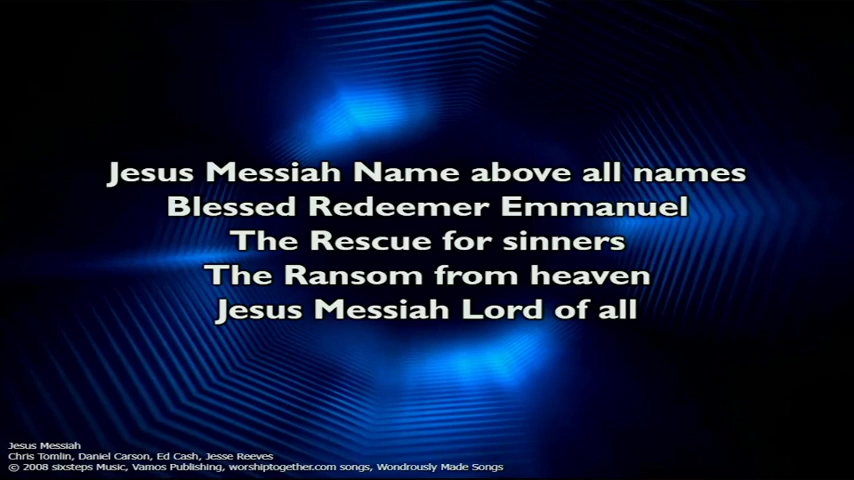 Jesus Messiah Name above all names
Blessed Redeemer Emmanuel
The Rescue for sinners
The Ransom from heaven
Jesus Messiah Lord of all
Jesus Messiah
Chris Tomlin, Daniel Carson, Ed Cash, Jesse Reeves
© 2008 sixsteps Music, Vamos Publishing, worshiptogether.com songs, Wondrously Made Songs